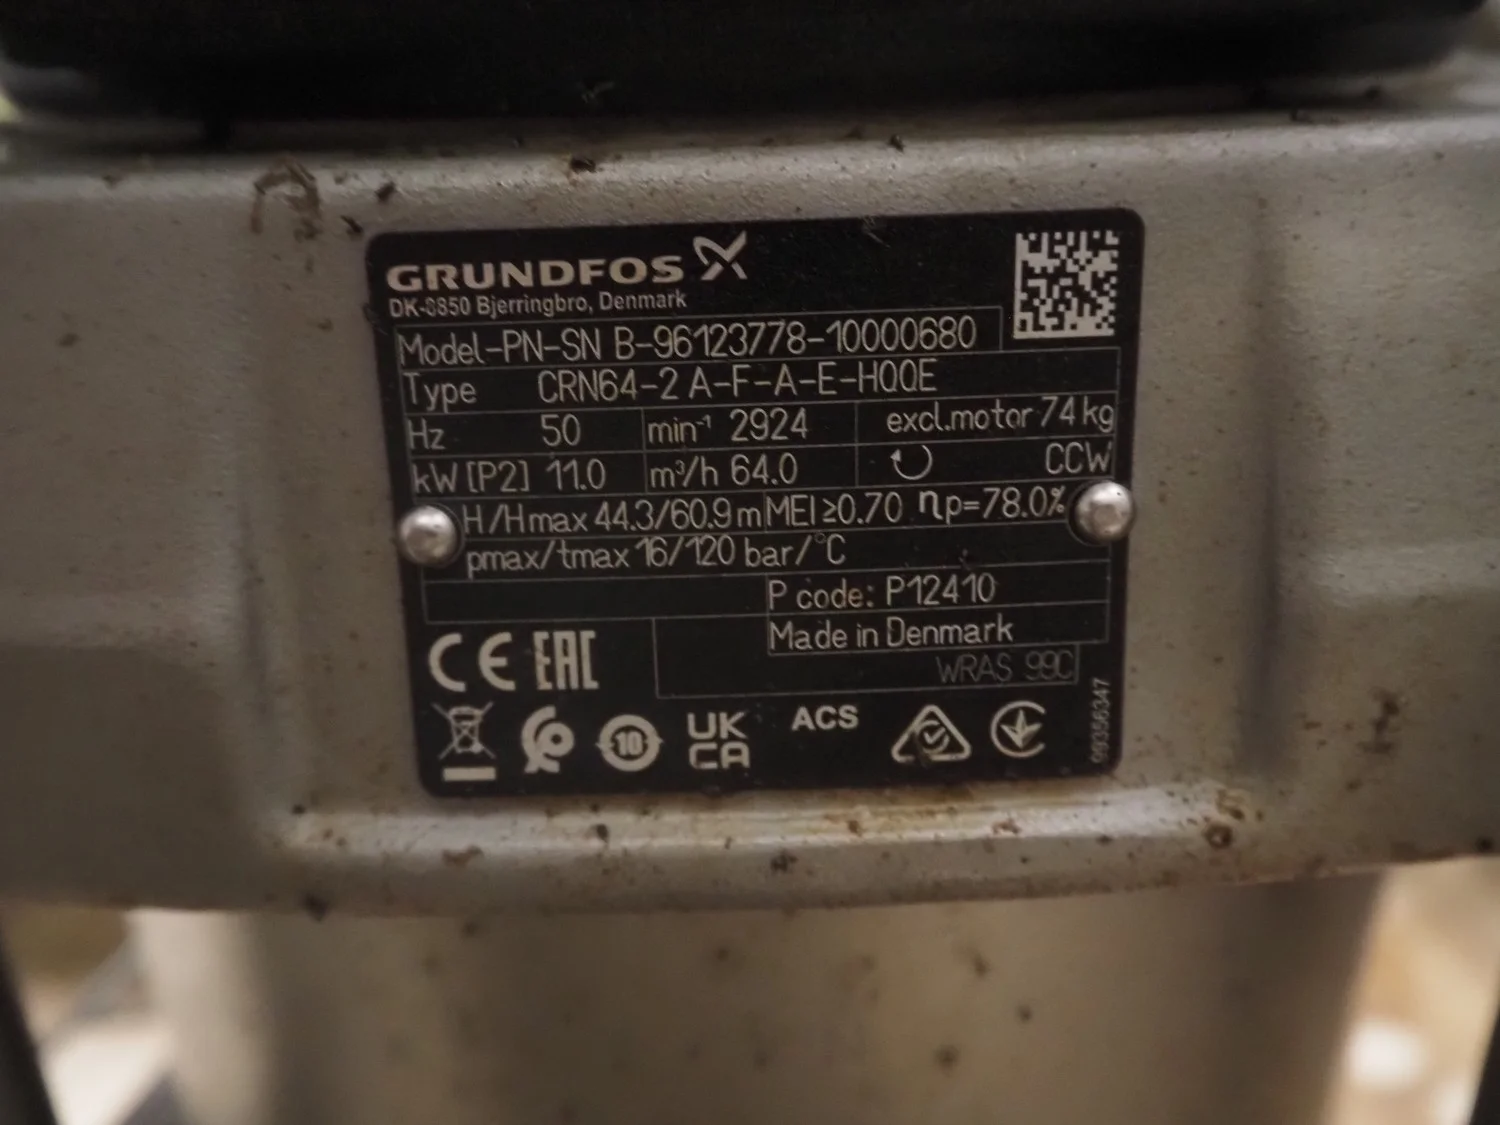 GRUNDFOS
DK-8850 Bjerringbro, Denmark
Model-PN-SN B-96123778-10000680
Type CRN64-2 A-F-A-E-HQQE
Hz 50 min⁻¹ 2924 excl.motor 74 kg
kW [P2] 11.0 m³/h 64.0 CCW
H/Hmax 44.3/60.9 m MEI ≥0.70 ηp=78.0%
pmax/tmax 16/120 bar/°C
P code: P12410
Made in Denmark
WRAS 99C
CE EAC
10 UK CA ACS
99356347